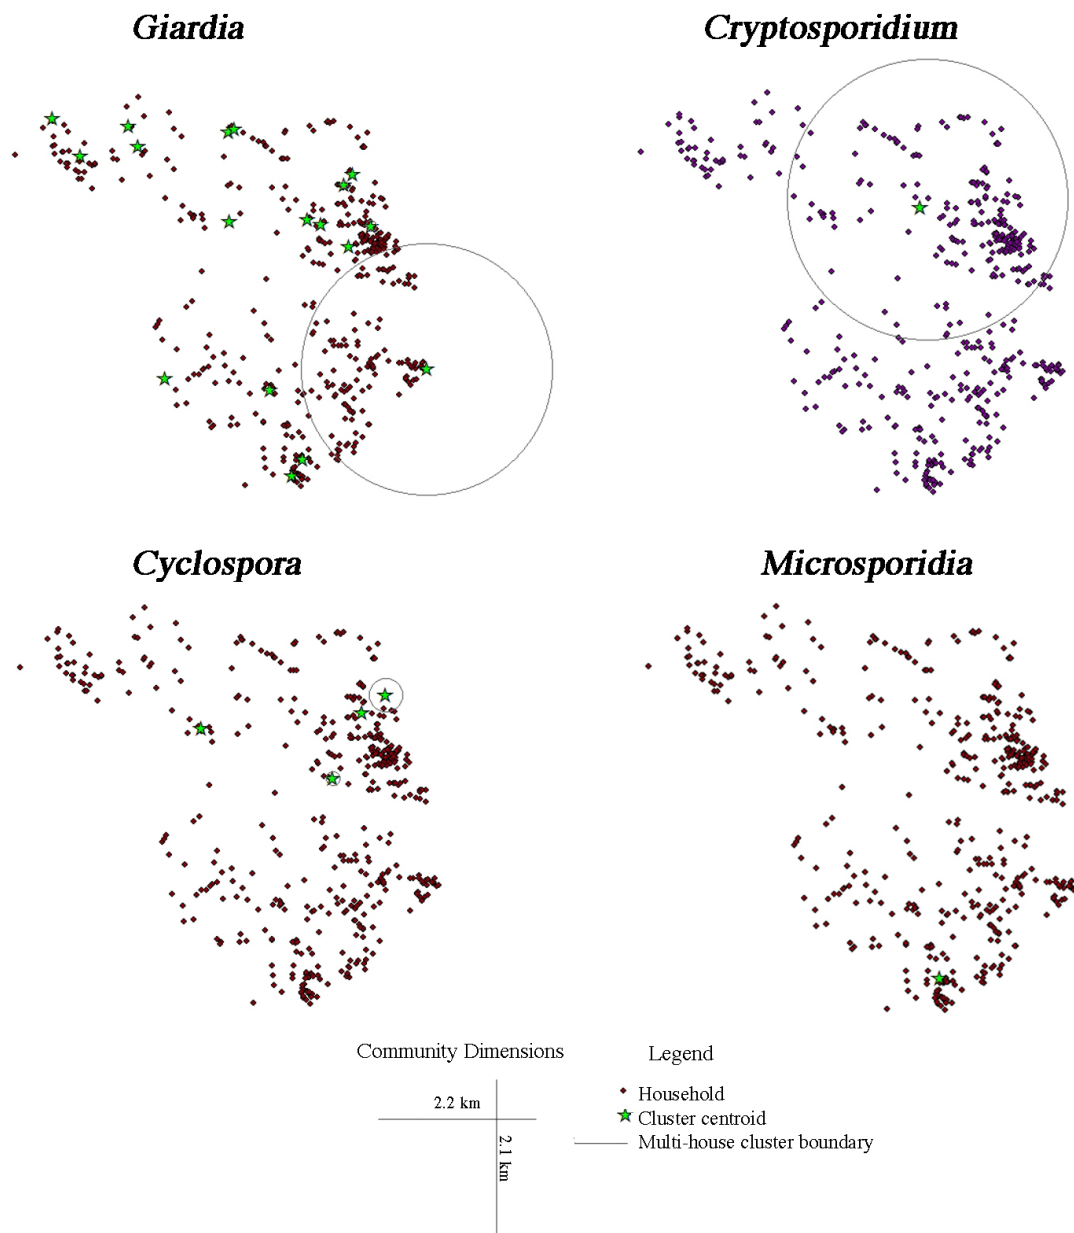 Giardia
Cryptosporidium
Cyclospora
Microsporidia
Community Dimensions
Legend
2.2 km
2.1 km
Household
Cluster centroid
Multi-house cluster boundary